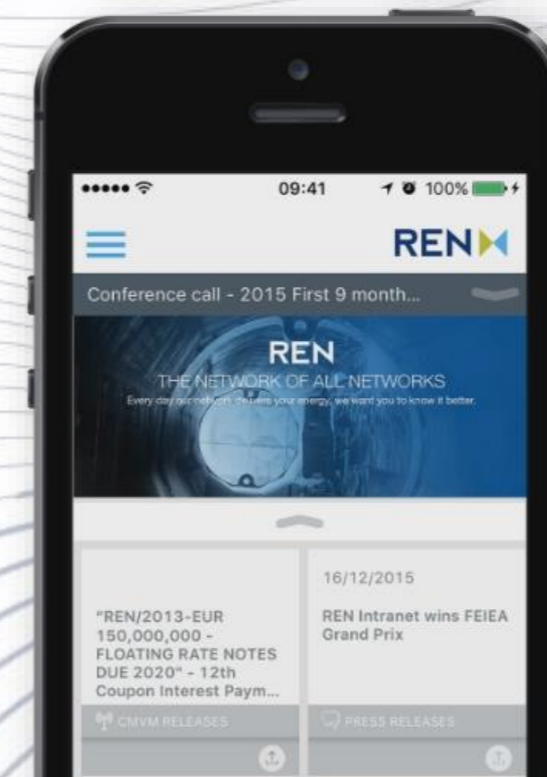 09:41
100%
REN
Conference call - 2015 First 9 month...
REN
THE NETWORK OF ALL NETWORKS
Every day our network delivers your energy, we want you to know it better.
"REN/2013-EUR
150,000,000 -
FLOATING RATE NOTES
DUE 2020" - 12th
Coupon Interest Paym...
CMVM RELEASES
16/12/2015
REN Intranet wins FEIEA
Grand Prix
PRESS RELEASES